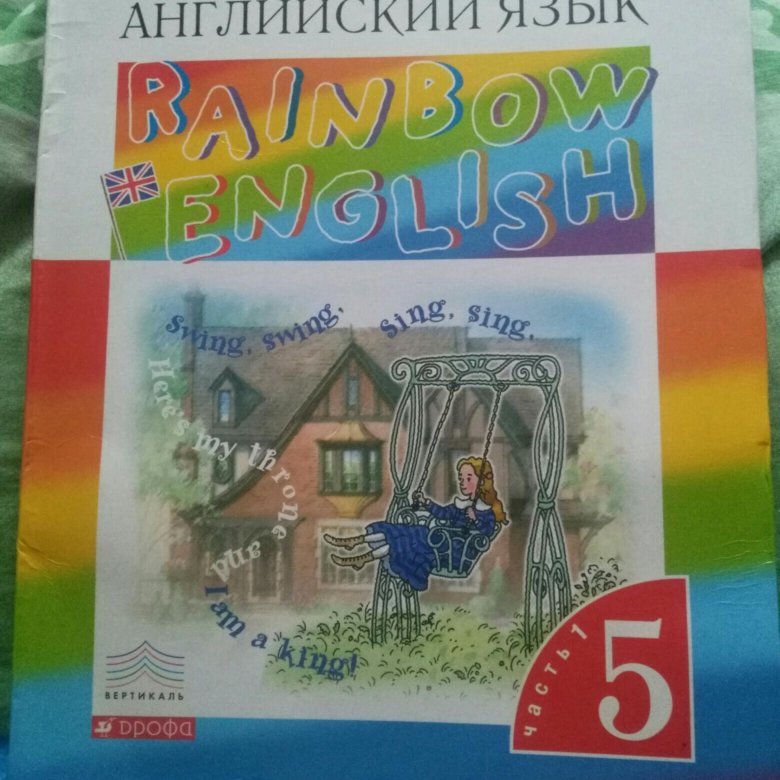 АНГЛИЙСКИЙ ЯЗЫК
RAINBOW
ENGLISH
Swing, swing,
Sing, sing,
Here's my throne and
I am a king!
часть 1
5
ВЕРТИКАЛЬ
ДРОФА